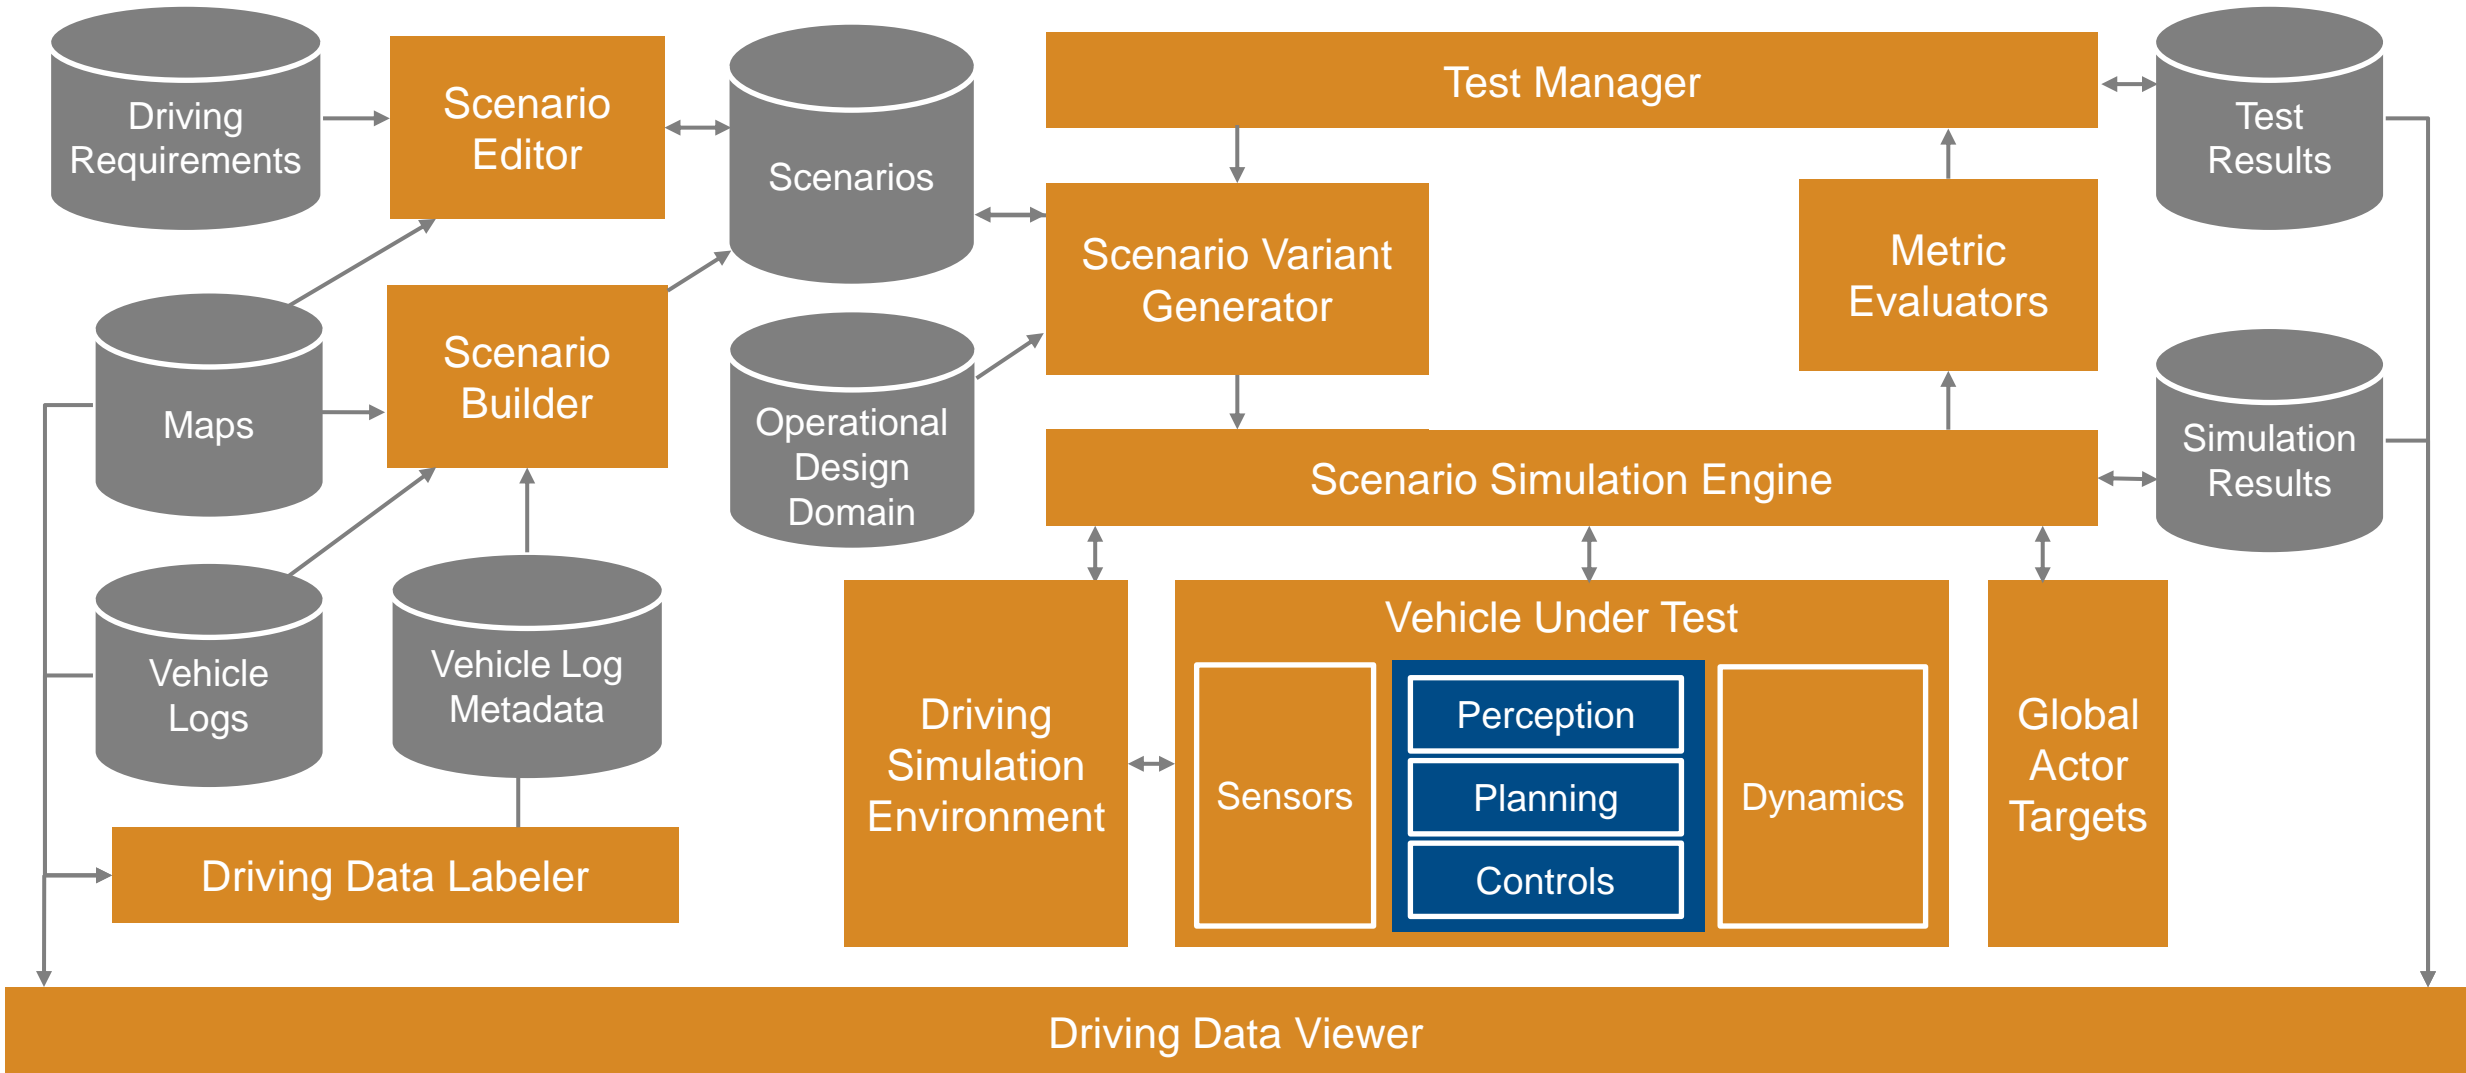 Driving
Requirements
Scenario
Editor
Scenarios
Test Manager
Test
Results
Scenario Variant
Generator
Metric
Evaluators
Maps
Scenario
Builder
Operational
Design
Domain
Scenario Simulation Engine
Simulation
Results
Vehicle
Logs
Vehicle Log
Metadata
Driving Data Labeler
Driving
Simulation
Environment
Vehicle Under Test
Sensors
Perception
Planning
Controls
Dynamics
Global
Actor
Targets
Driving Data Viewer